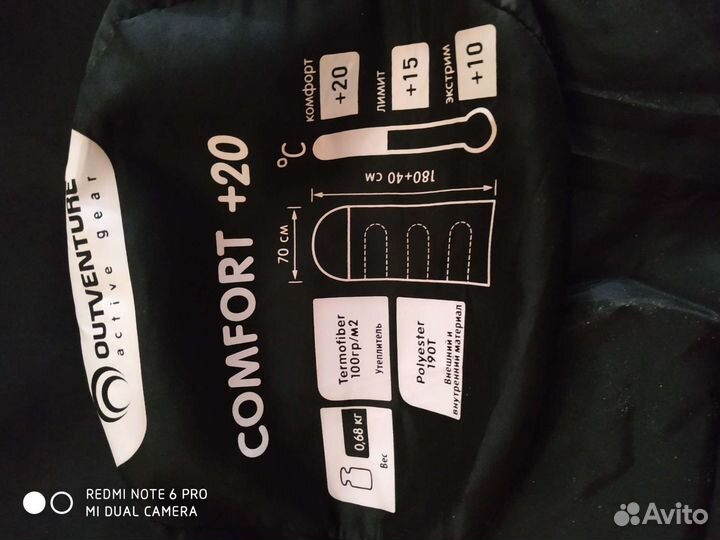 OUTVENTURE
active gear
COMFORT +20
°C
комфорт
+20
лимит
+15
экстрим
+10
180+40 см
70 см
Termofiber
100гр/м2
Утеплитель
Polyester
190T
Внешний и
внутренний материал
0,68 кг
Вес
REDMI NOTE 6 PRO
MI DUAL CAMERA
Avito